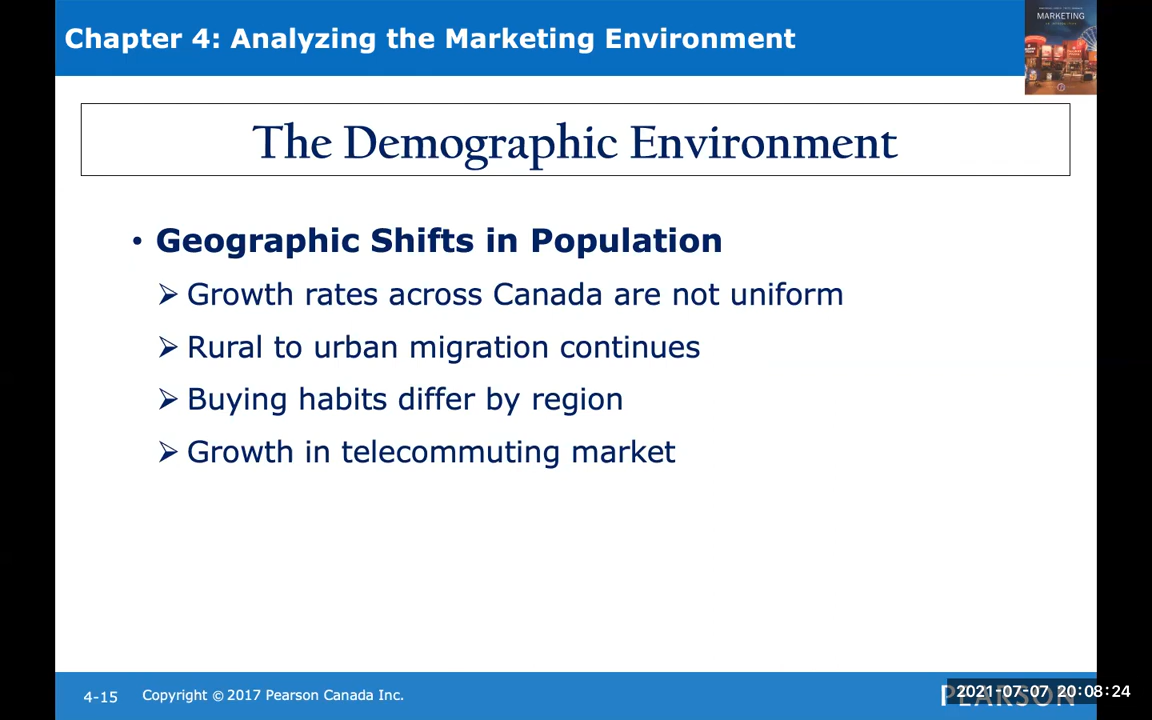 Chapter 4: Analyzing the Marketing Environment
MARKETING
The Demographic Environment
• Geographic Shifts in Population
➢ Growth rates across Canada are not uniform
➢ Rural to urban migration continues
➢ Buying habits differ by region
➢ Growth in telecommuting market
4-15 Copyright © 2017 Pearson Canada Inc.
PEARSON
2021-07-07 20:08:24